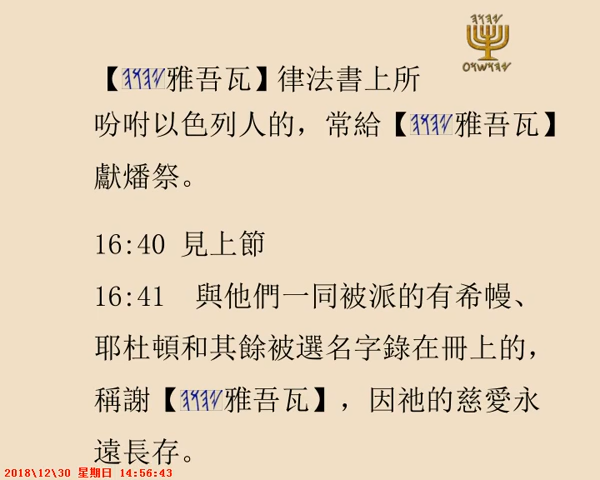 𐤉𐤄𐤅𐤄
𐤉𐤄𐤅𐤔𐤅𐤏
【𐤉𐤄𐤅𐤄雅吾瓦】律法書上所
吩咐以色列人的，常給【𐤉𐤄𐤅𐤄雅吾瓦】
獻燔祭。
16:40 見上節
16:41 與他們一同被派的有希幔、
耶杜頓和其餘被選名字錄在冊上的，
稱謝【𐤉𐤄𐤅𐤄雅吾瓦】，因祂的慈愛永
遠長存。
2018\12\30 星期日 14:56:43